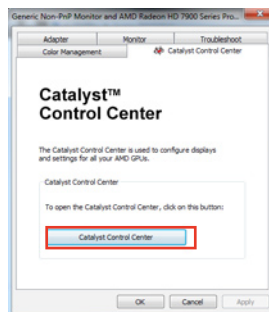 Generic Non-PnP Monitor and AMD Radeon HD 7900 Series Pro...
Adapter Monitor Troubleshoot
Color Management Catalyst Control Center
Catalyst™
Control Center
The Catalyst Control Center is used to configure displays
and settings for all your AMD GPUs.
Catalyst Control Center
To open the Catalyst Control Center, click on this button:
Catalyst Control Center
OK Cancel Apply